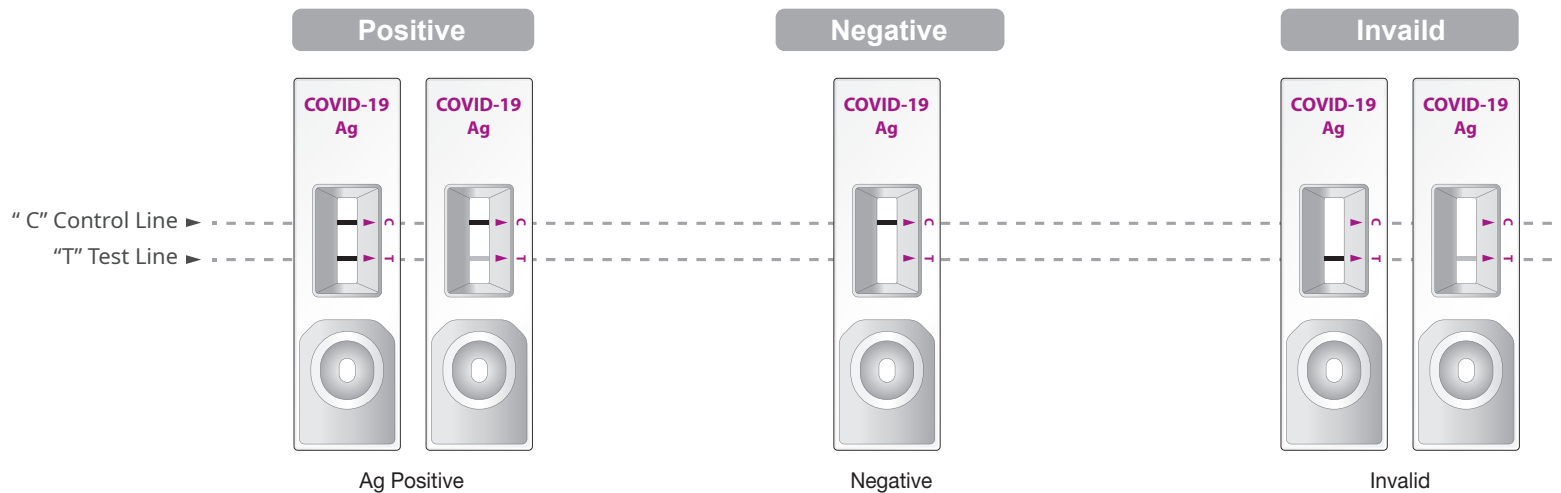 Positive
Negative
Invaild
COVID-19
Ag
COVID-19
Ag
COVID-19
Ag
COVID-19
Ag
COVID-19
Ag
“ C” Control Line ►
C
C
C
C
C
“T” Test Line ►
T
T
T
T
T
Ag Positive
Negative
Invalid